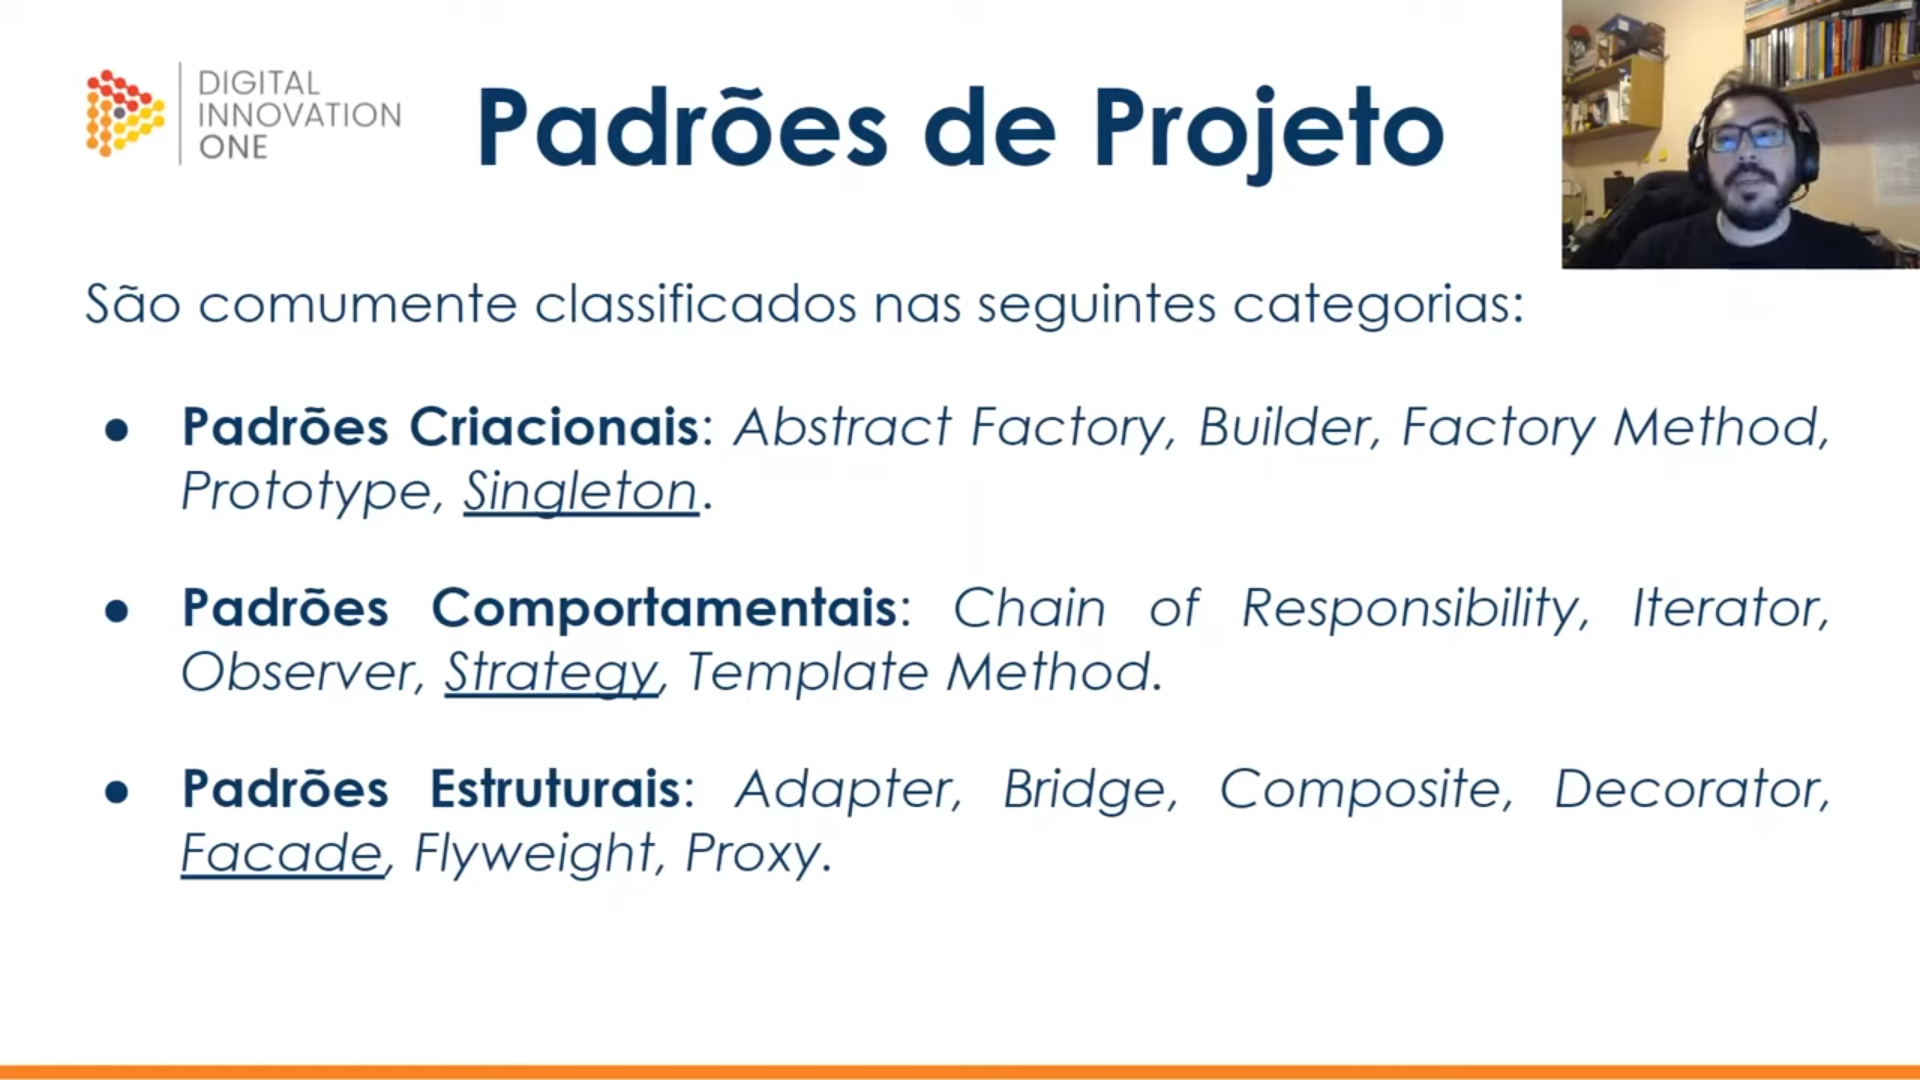 DIGITAL
INNOVATION
ONE
Padrões de Projeto
São comumente classificados nas seguintes categorias:
● Padrões Criacionais: Abstract Factory, Builder, Factory Method,
Prototype, Singleton.
● Padrões Comportamentais: Chain of Responsibility, Iterator,
Observer, Strategy, Template Method.
● Padrões Estruturais: Adapter, Bridge, Composite, Decorator,
Facade, Flyweight, Proxy.